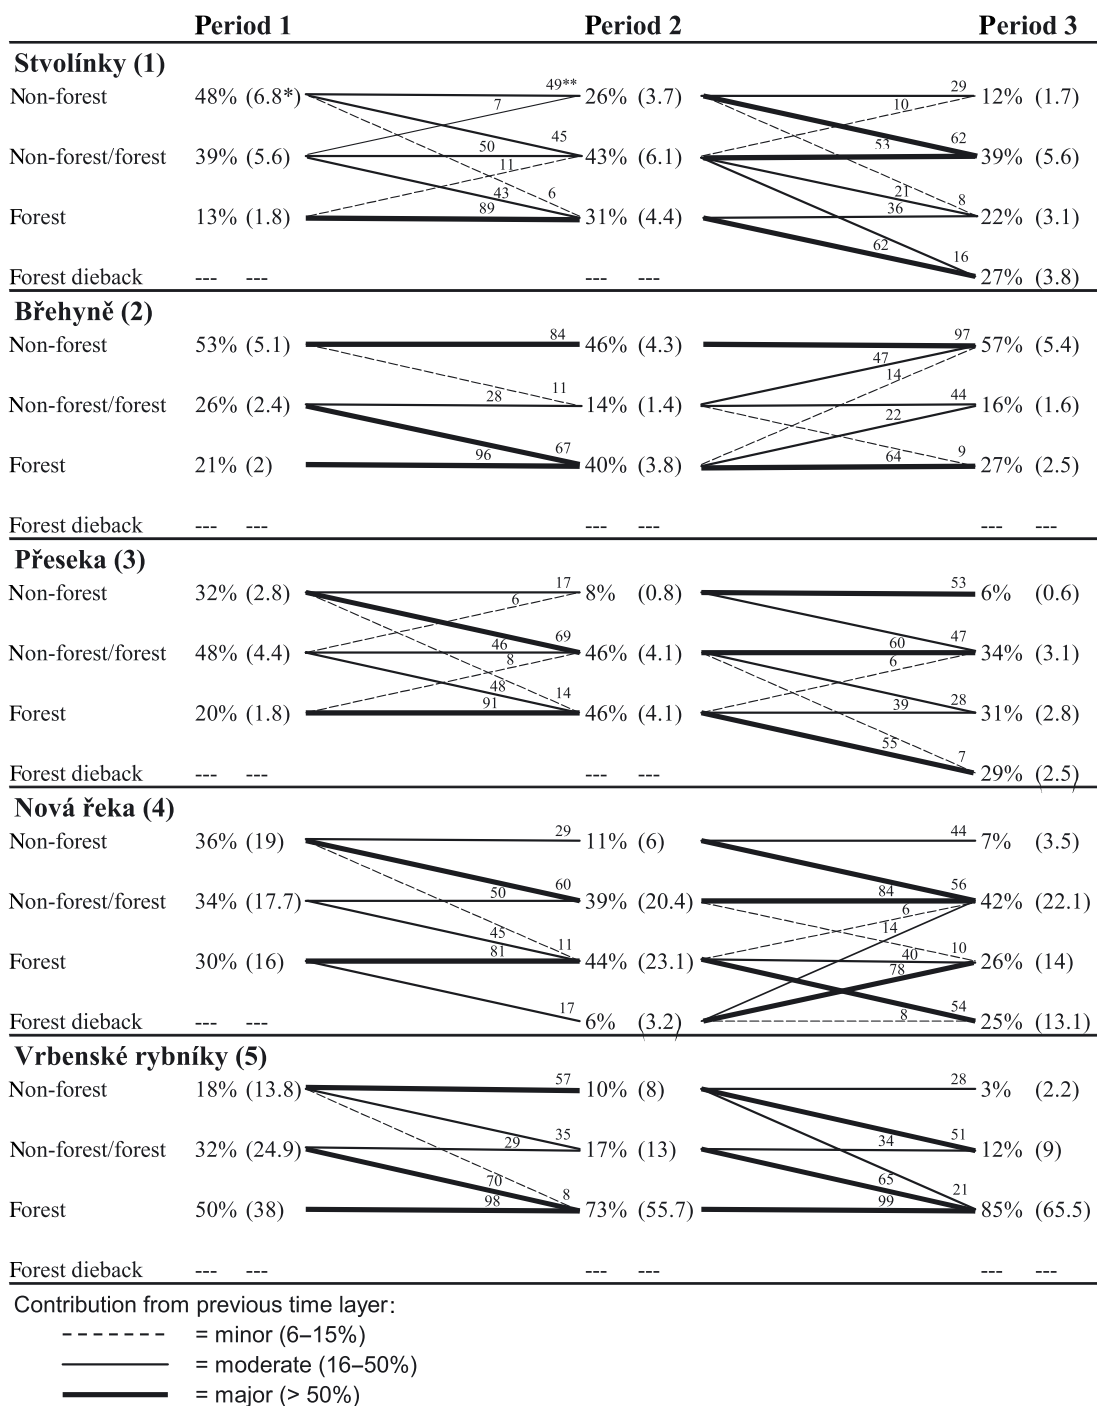 Period 1 Period 2 Period 3
Stvolínky (1)
Non-forest 48% (6.8*) 49** 26% (3.7) 29 12% (1.7)
7 10
45 53 62
Non-forest/forest 39% (5.6) 50 43% (6.1) 39% (5.6)
11
43 6 21 8
89 36
Forest 13% (1.8) 31% (4.4) 22% (3.1)
62 16
Forest dieback --- --- --- --- 27% (3.8)
Břehyně (2)
84 97
Non-forest 53% (5.1) 46% (4.3) 57% (5.4)
47
14
11
28 44
Non-forest/forest 26% (2.4) 14% (1.4) 16% (1.6)
22
67 9
96 64
Forest 21% (2) 40% (3.8) 27% (2.5)
Forest dieback --- --- --- --- --- ---
Přeseka (3)
17 53
Non-forest 32% (2.8) 8% (0.8) 6% (0.6)
6
69 47
46 60
Non-forest/forest 48% (4.4) 46% (4.1) 34% (3.1)
8 6
48 14 28
91 39
Forest 20% (1.8) 46% (4.1) 31% (2.8)
55 7
Forest dieback --- --- --- --- 29% (2.5)
Nová řeka (4)
29 44
Non-forest 36% (19) 11% (6) 7% (3.5)
60 56
50 84
Non-forest/forest 34% (17.7) 39% (20.4) 42% (22.1)
6
14
45 11 10
81 40
Forest 30% (16) 44% (23.1) 26% (14)
78
17 54
8
Forest dieback --- --- 6% (3.2) 25% (13.1)
Vrbenské rybníky (5)
57 28
Non-forest 18% (13.8) 10% (8) 3% (2.2)
35 51
29 34
Non-forest/forest 32% (24.9) 17% (13) 12% (9)
70 65
8 21
98 99
Forest 50% (38) 73% (55.7) 85% (65.5)
Forest dieback --- --- --- --- --- ---
Contribution from previous time layer:
= minor (6–15%)
= moderate (16–50%)
= major (> 50%)